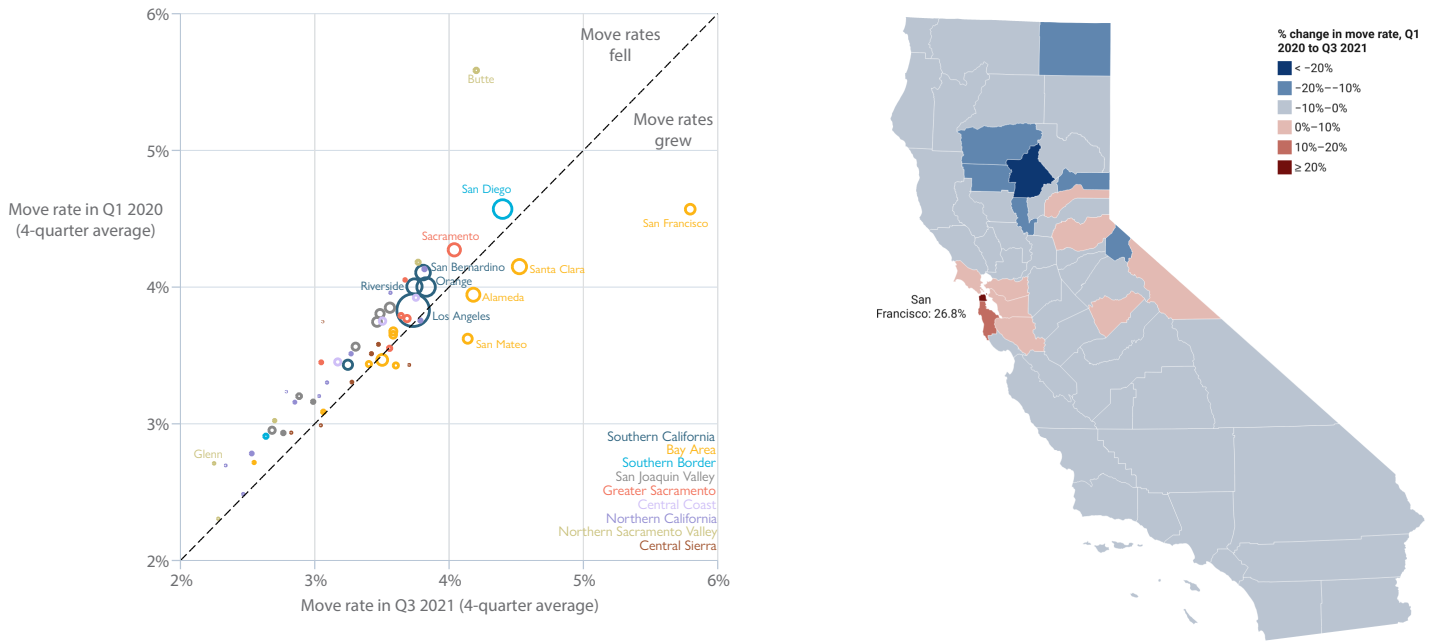 6%
5%
4%
3%
2%
2%
3%
4%
5%
6%
Move rate in Q1 2020
(4-quarter average)
Move rate in Q3 2021 (4-quarter average)
Move rates
fell
Move rates
grew
Butte
San Diego
San Francisco
Sacramento
San Bernardino
Santa Clara
Riverside
Orange
Alameda
Los Angeles
San Mateo
Glenn
Southern California
Bay Area
Southern Border
San Joaquin Valley
Greater Sacramento
Central Coast
Northern California
Northern Sacramento Valley
Central Sierra
% change in move rate, Q1
2020 to Q3 2021
< −20%
−20%–−10%
−10%–0%
0%–10%
10%–20%
≥ 20%
San
Francisco: 26.8%